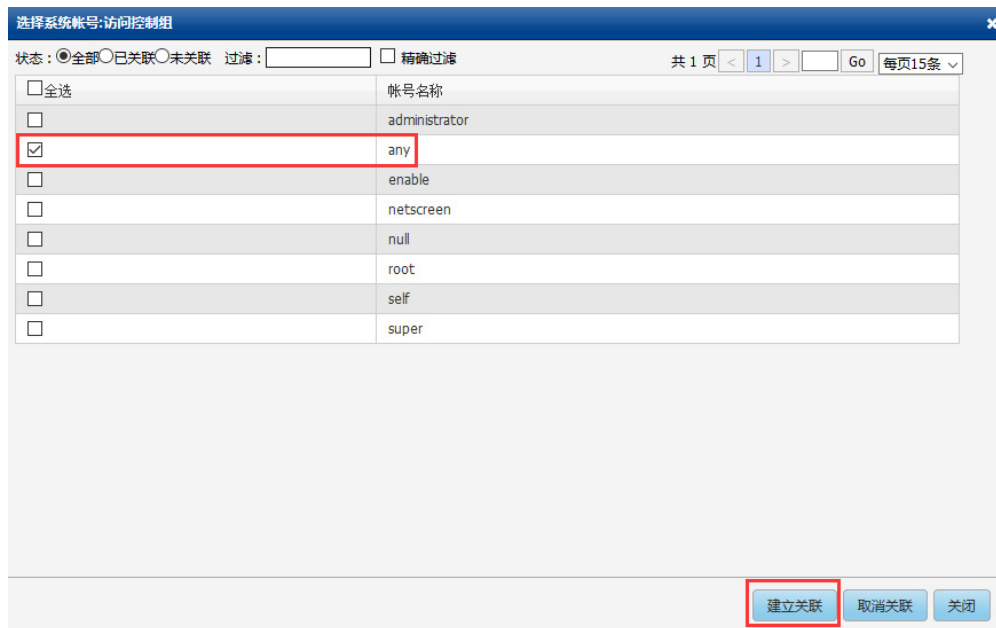 选择系统帐号:访问控制组
状态：全部 已关联 未关联 过滤： 精确过滤 共 1 页 < 1 > Go 每页15条
全选 帐号名称
administrator
any
enable
netscreen
null
root
self
super
建立关联 取消关联 关闭